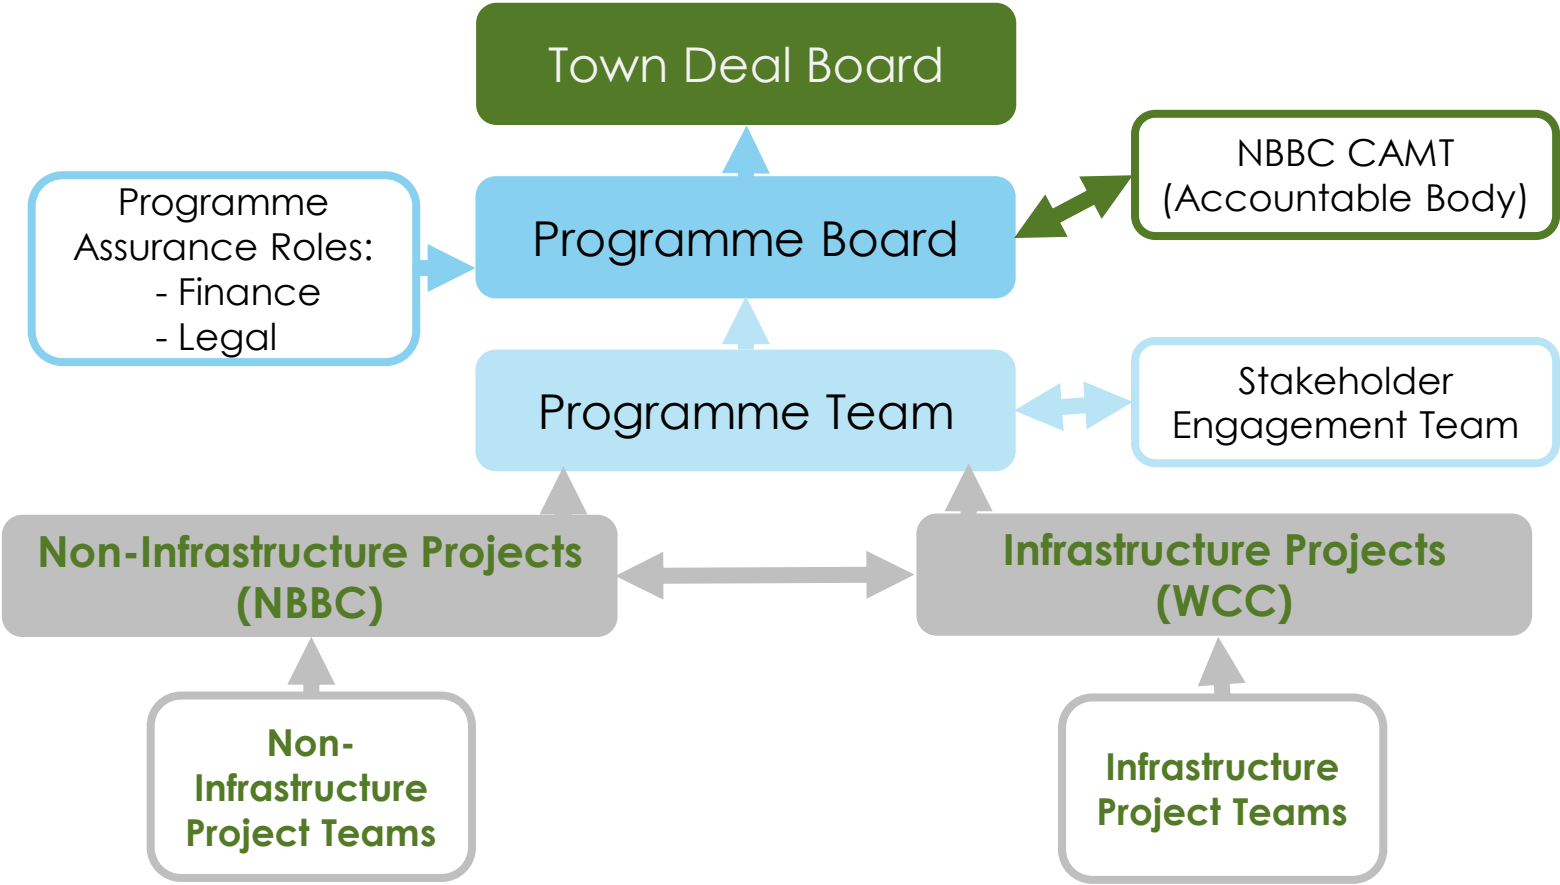 Town Deal Board
NBBC CAMT
(Accountable Body)
Programme
Assurance Roles:
- Finance
- Legal
Programme Board
Programme Team
Stakeholder
Engagement Team
Non-Infrastructure Projects
(NBBC)
Infrastructure Projects
(WCC)
Non-
Infrastructure
Project Teams
Infrastructure
Project Teams